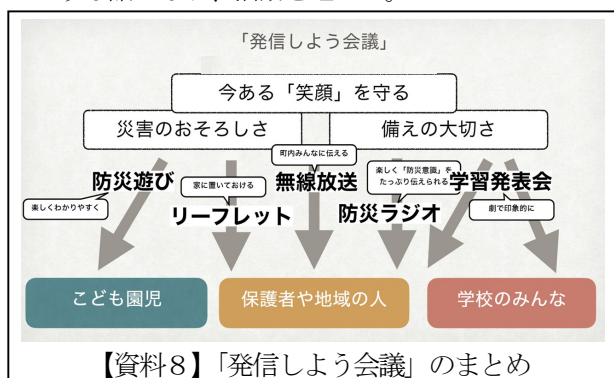 「発信しよう会議」
今ある「笑顔」を守る
災害のおそろしさ
備えの大切さ
町内みんなに伝える
防災遊び
家に置いておける
無線放送
楽しく「防災意識」を
たっぷり伝えられる
学習発表会
楽しくわかりやすく
リーフレット
防災ラジオ
劇で印象的に
こども園児
保護者や地域の人
学校のみんな
【資料8】「発信しよう会議」のまとめ